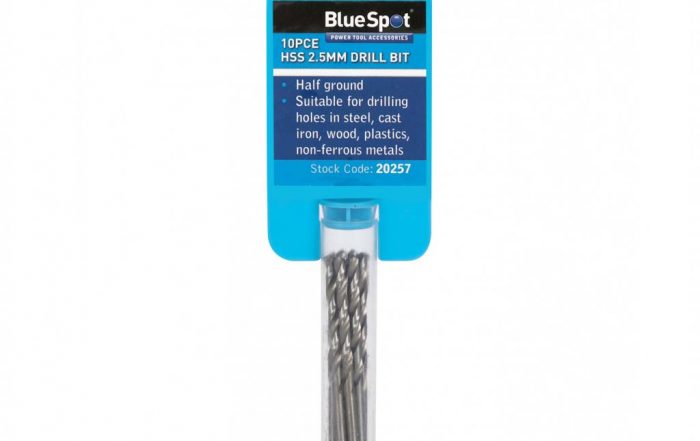 BlueSpot
POWER TOOL ACCESSORIES
10PCE
HSS 2.5MM DRILL BIT
• Half ground
• Suitable for drilling
holes in steel, cast
iron, wood, plastics,
non-ferrous metals
Stock Code: 20257